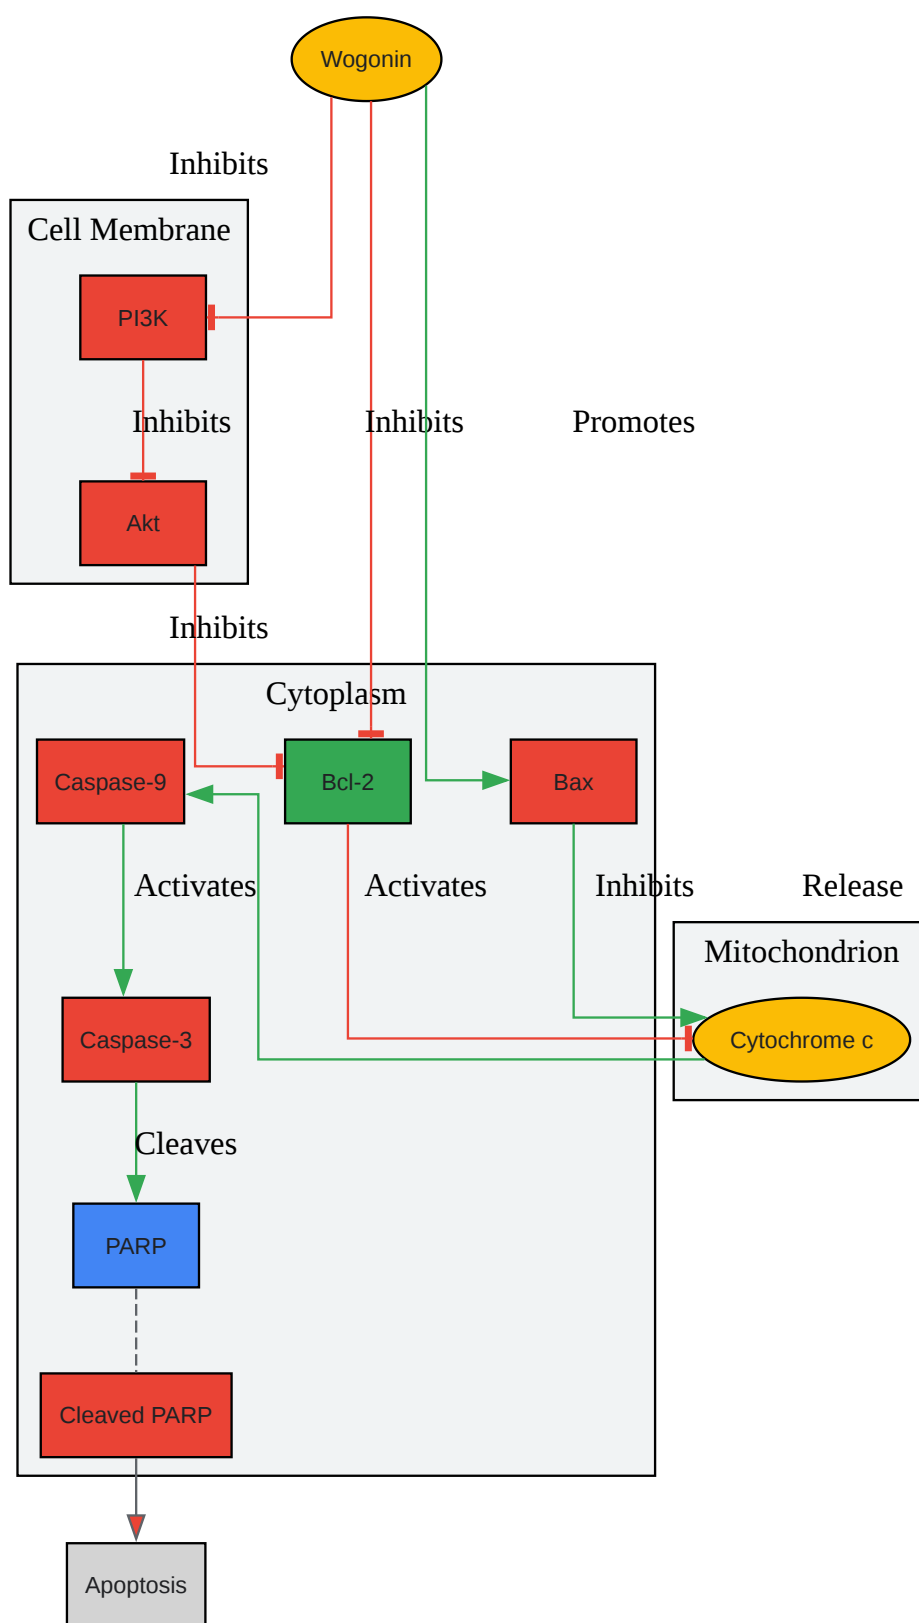 Wogonin
Inhibits
Cell Membrane
PI3K
Inhibits
Inhibits
Promotes
Akt
Inhibits
Cytoplasm
Caspase-9
Bcl-2
Bax
Activates
Activates
Inhibits
Release
Mitochondrion
Caspase-3
Cytochrome c
Cleaves
PARP
Cleaved PARP
Apoptosis